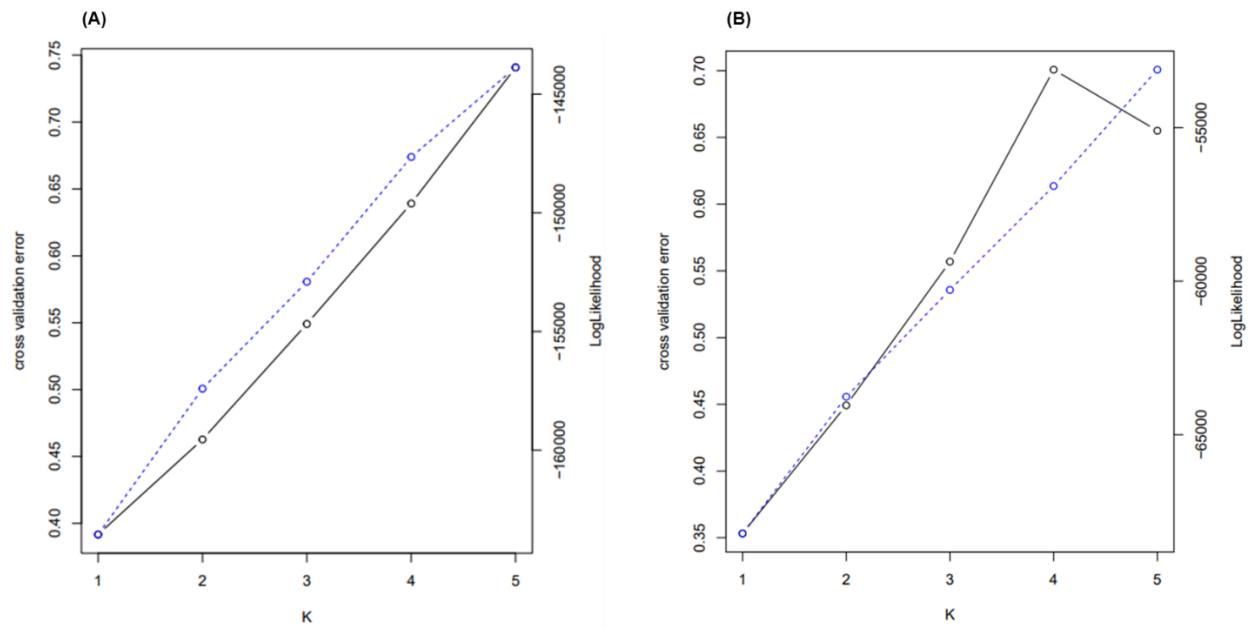 (A)
cross validation error
0.75
0.70
0.65
0.60
0.55
0.50
0.45
0.40
−145000
−150000
−155000
−160000
LogLikelihood
1 2 3 4 5
K
(B)
cross validation error
0.70
0.65
0.60
0.55
0.50
0.45
0.40
0.35
−55000
−60000
−65000
LogLikelihood
1 2 3 4 5
K